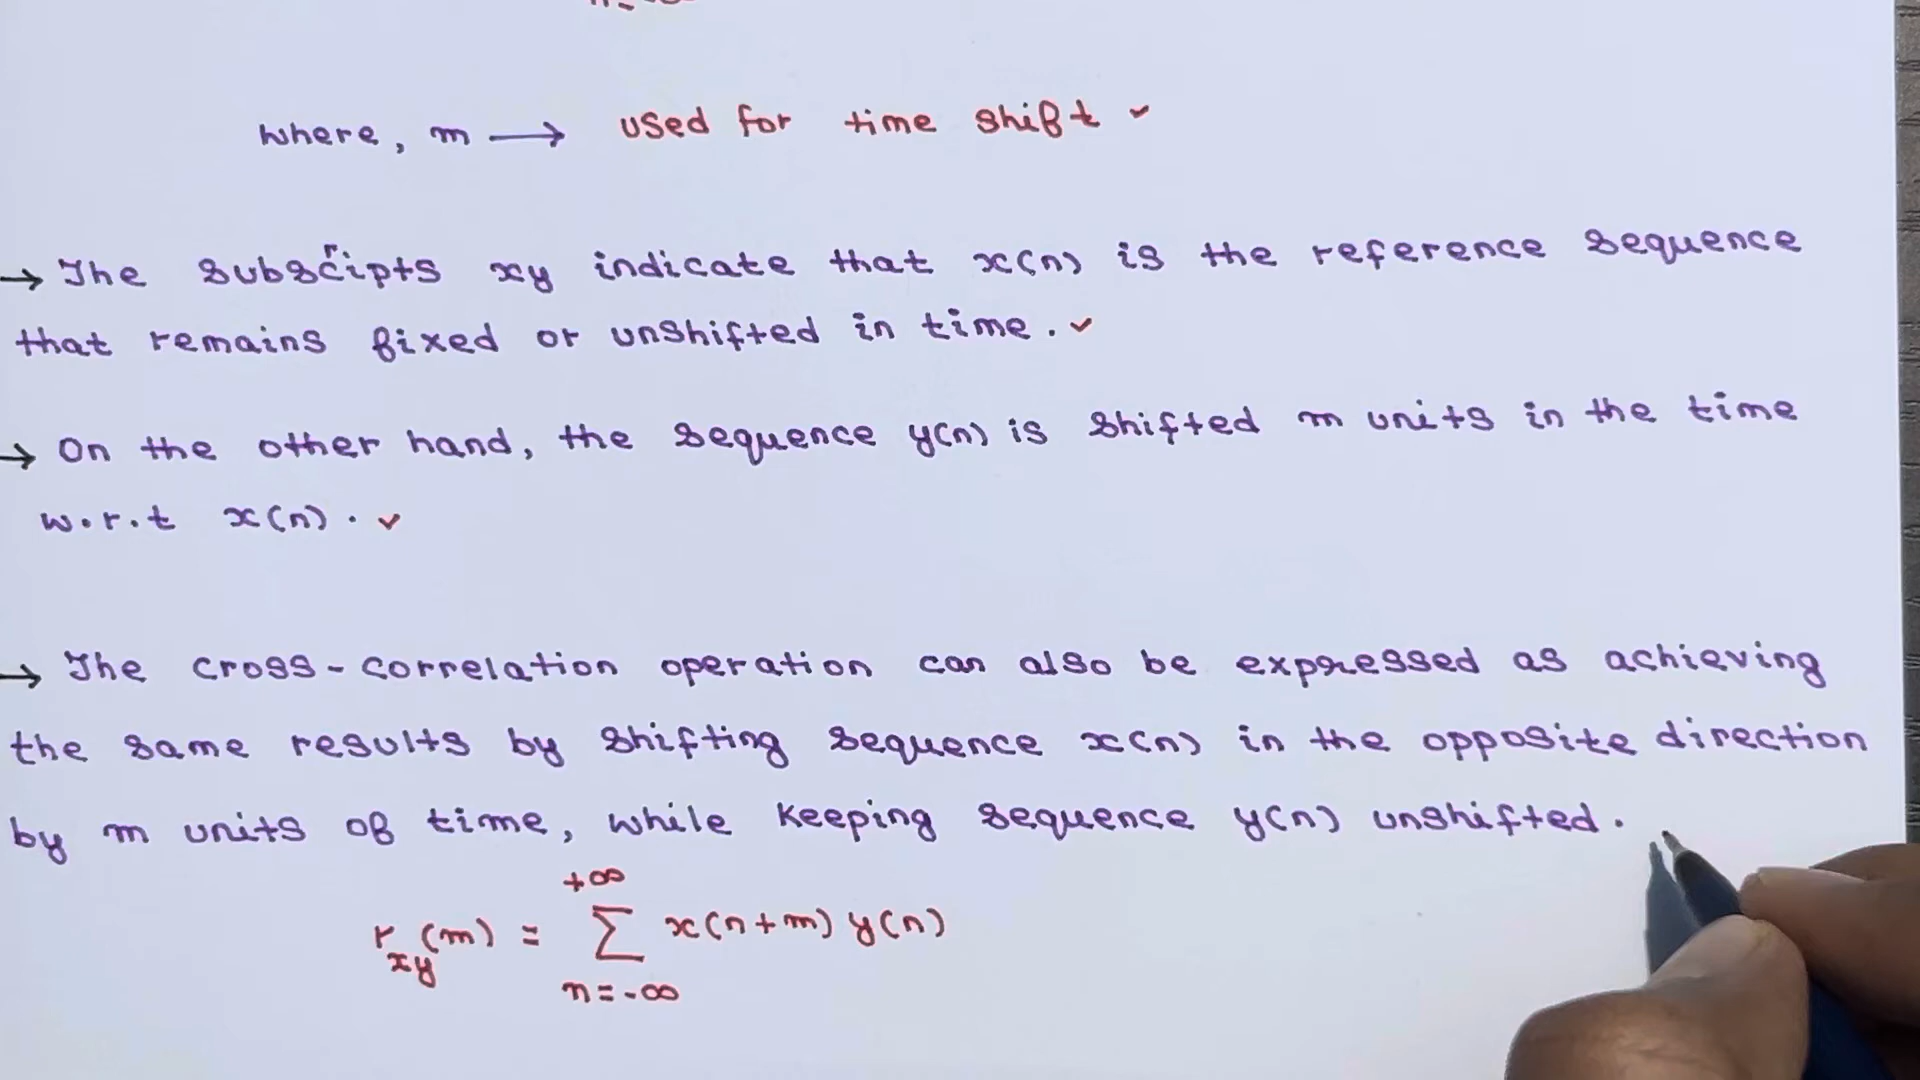 where, m → used for time shift ✓
→ The subscripts xy indicate that x(n) is the reference sequence
that remains fixed or unshifted in time. ✓
→ On the other hand, the sequence y(n) is shifted m units in the time
w.r.t x(n). ✓
→ The cross-correlation operation can also be expressed as achieving
the same results by shifting sequence x(n) in the opposite direction
by m units of time, while keeping sequence y(n) unshifted.
+∞
r_xy(m) = ∑ x(n+m) y(n)
n=-∞